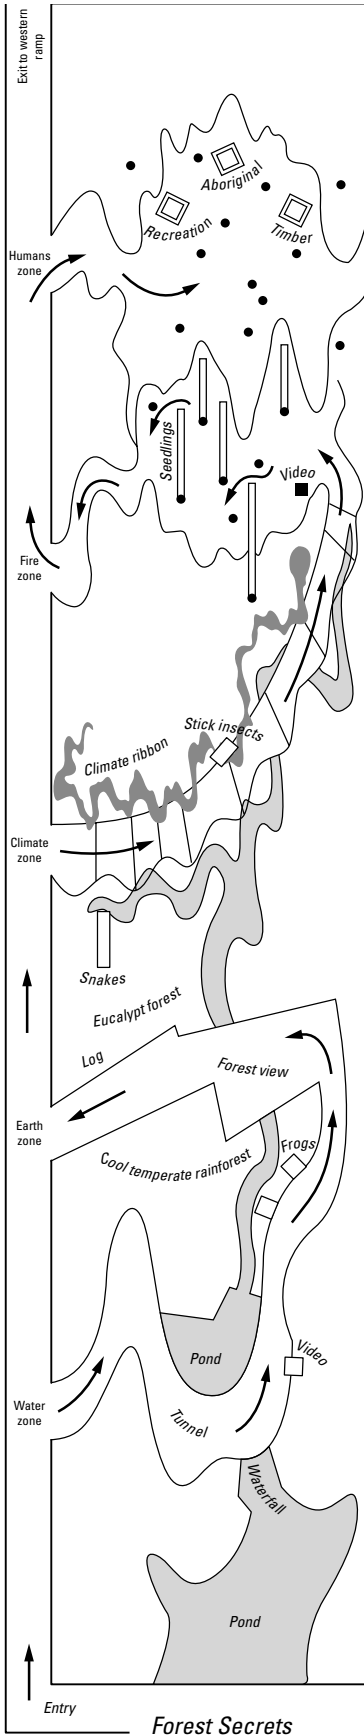 Exit to western
ramp
Aboriginal
Recreation
Timber
Humans
zone
Seedlings
Video
Fire
zone
Stick insects
Climate ribbon
Climate
zone
Snakes
Eucalypt forest
Log
Forest view
Earth
zone
Frogs
Cool temperate rainforest
Video
Pond
Water
zone
Tunnel
Waterfall
Pond
Entry
Forest Secrets